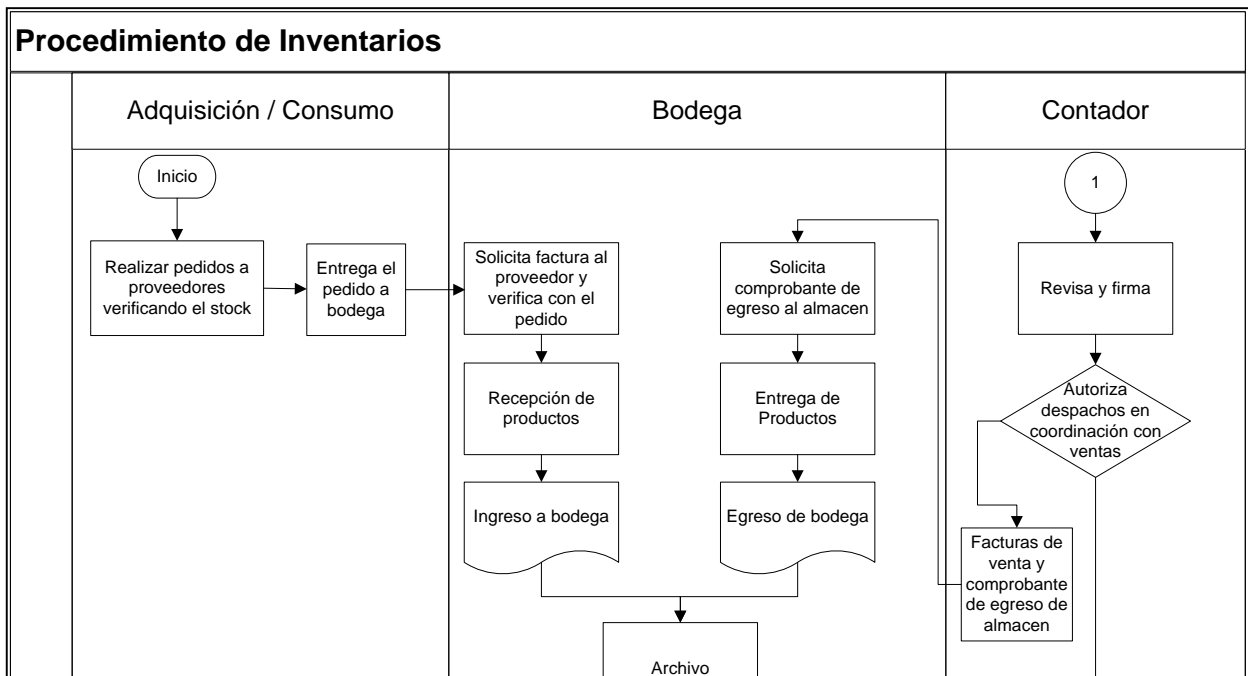 Procedimiento de Inventarios
Adquisición / Consumo
Bodega
Contador
Inicio
Realizar pedidos a
proveedores
verificando el stock
Entrega el
pedido a
bodega
Solicita factura al
proveedor y
verifica con el
pedido
Recepción de
productos
Ingreso a bodega
Solicita
comprobante de
egreso al almacen
Entrega de
Productos
Egreso de bodega
Archivo
1
Revisa y firma
Autoriza
despachos en
coordinación con
ventas
Facturas de
venta y
comprobante
de egreso de
almacen